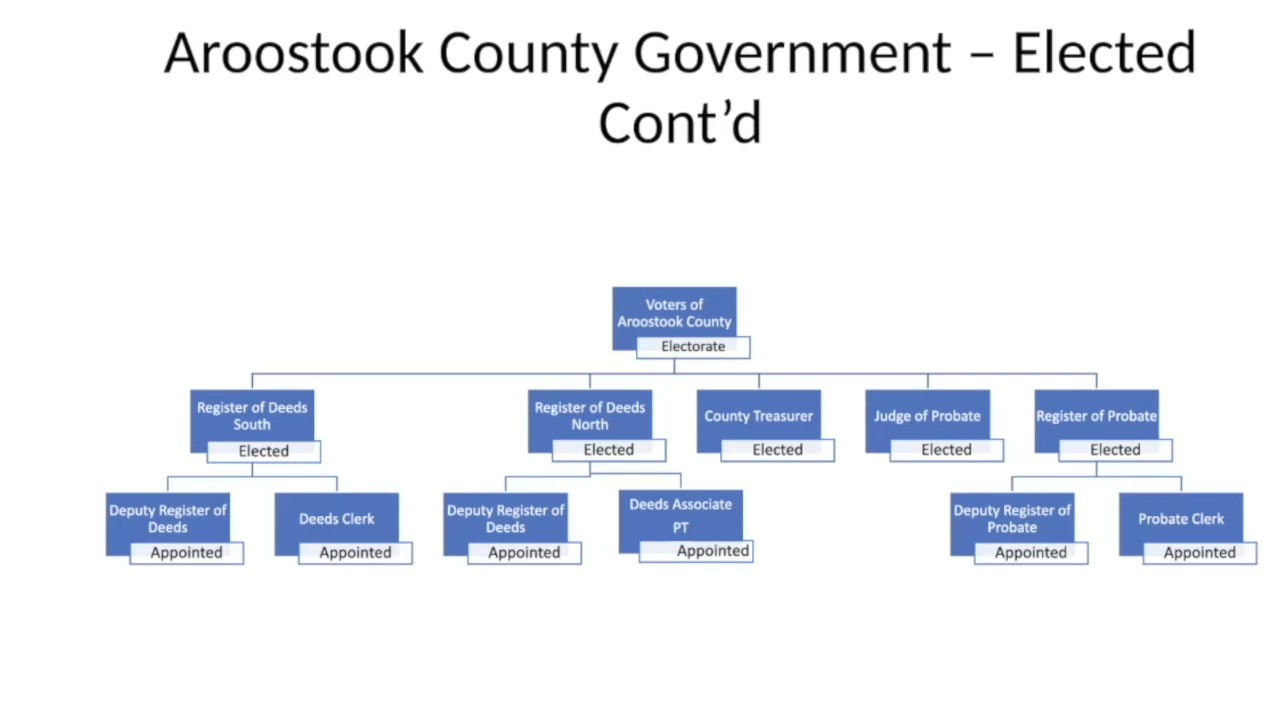 Aroostook County Government – Elected
Cont’d
Voters of
Aroostook County
Electorate
Register of Deeds
South
Elected
Register of Deeds
North
Elected
County Treasurer
Elected
Judge of Probate
Elected
Register of Probate
Elected
Deputy Register of
Deeds
Appointed
Deeds Clerk
Appointed
Deputy Register of
Deeds
Appointed
Deeds Associate
PT
Appointed
Deputy Register of
Probate
Appointed
Probate Clerk
Appointed